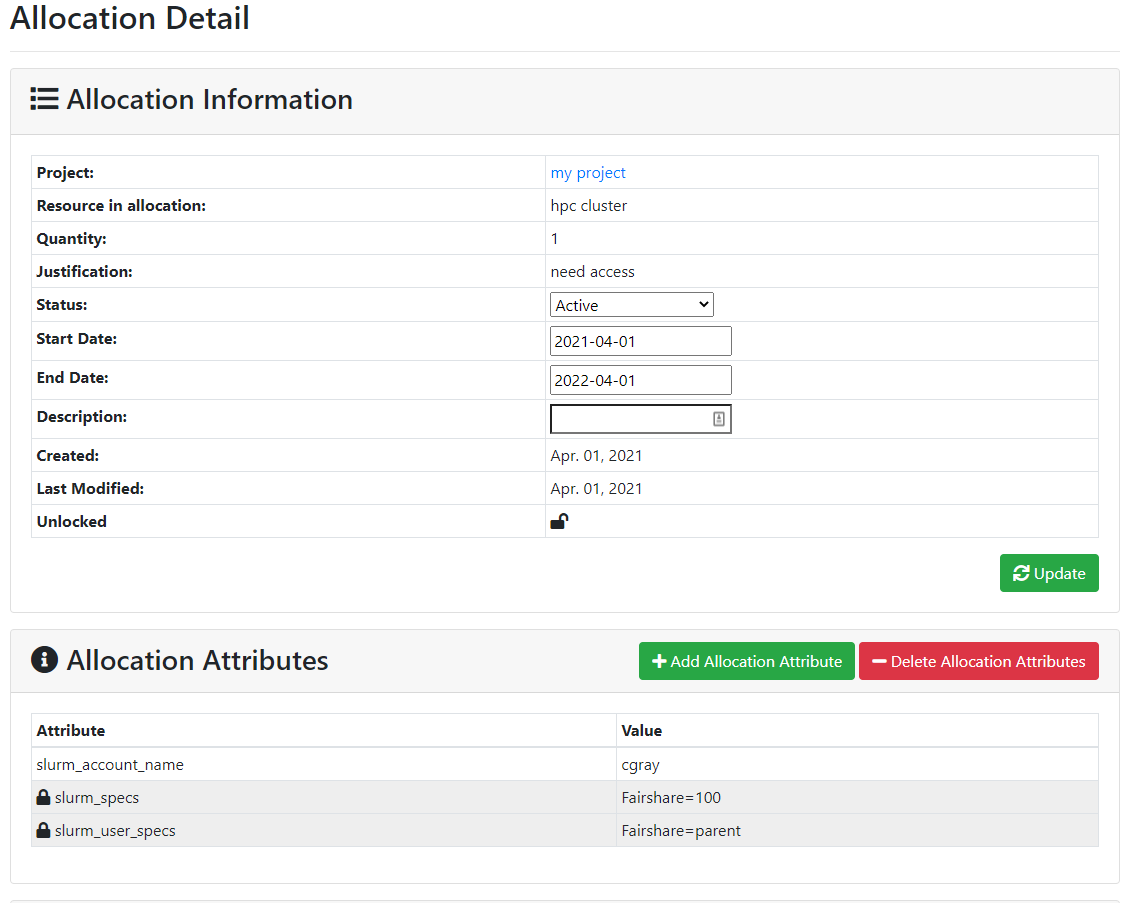 Allocation Detail
Allocation Information
Project: my project
Resource in allocation: hpc cluster
Quantity: 1
Justification: need access
Status: Active
Start Date: 2021-04-01
End Date: 2022-04-01
Description:
Created: Apr. 01, 2021
Last Modified: Apr. 01, 2021
Unlocked
Update
Allocation Attributes Add Allocation Attribute Delete Allocation Attributes
Attribute Value
slurm_account_name cgray
slurm_specs Fairshare=100
slurm_user_specs Fairshare=parent